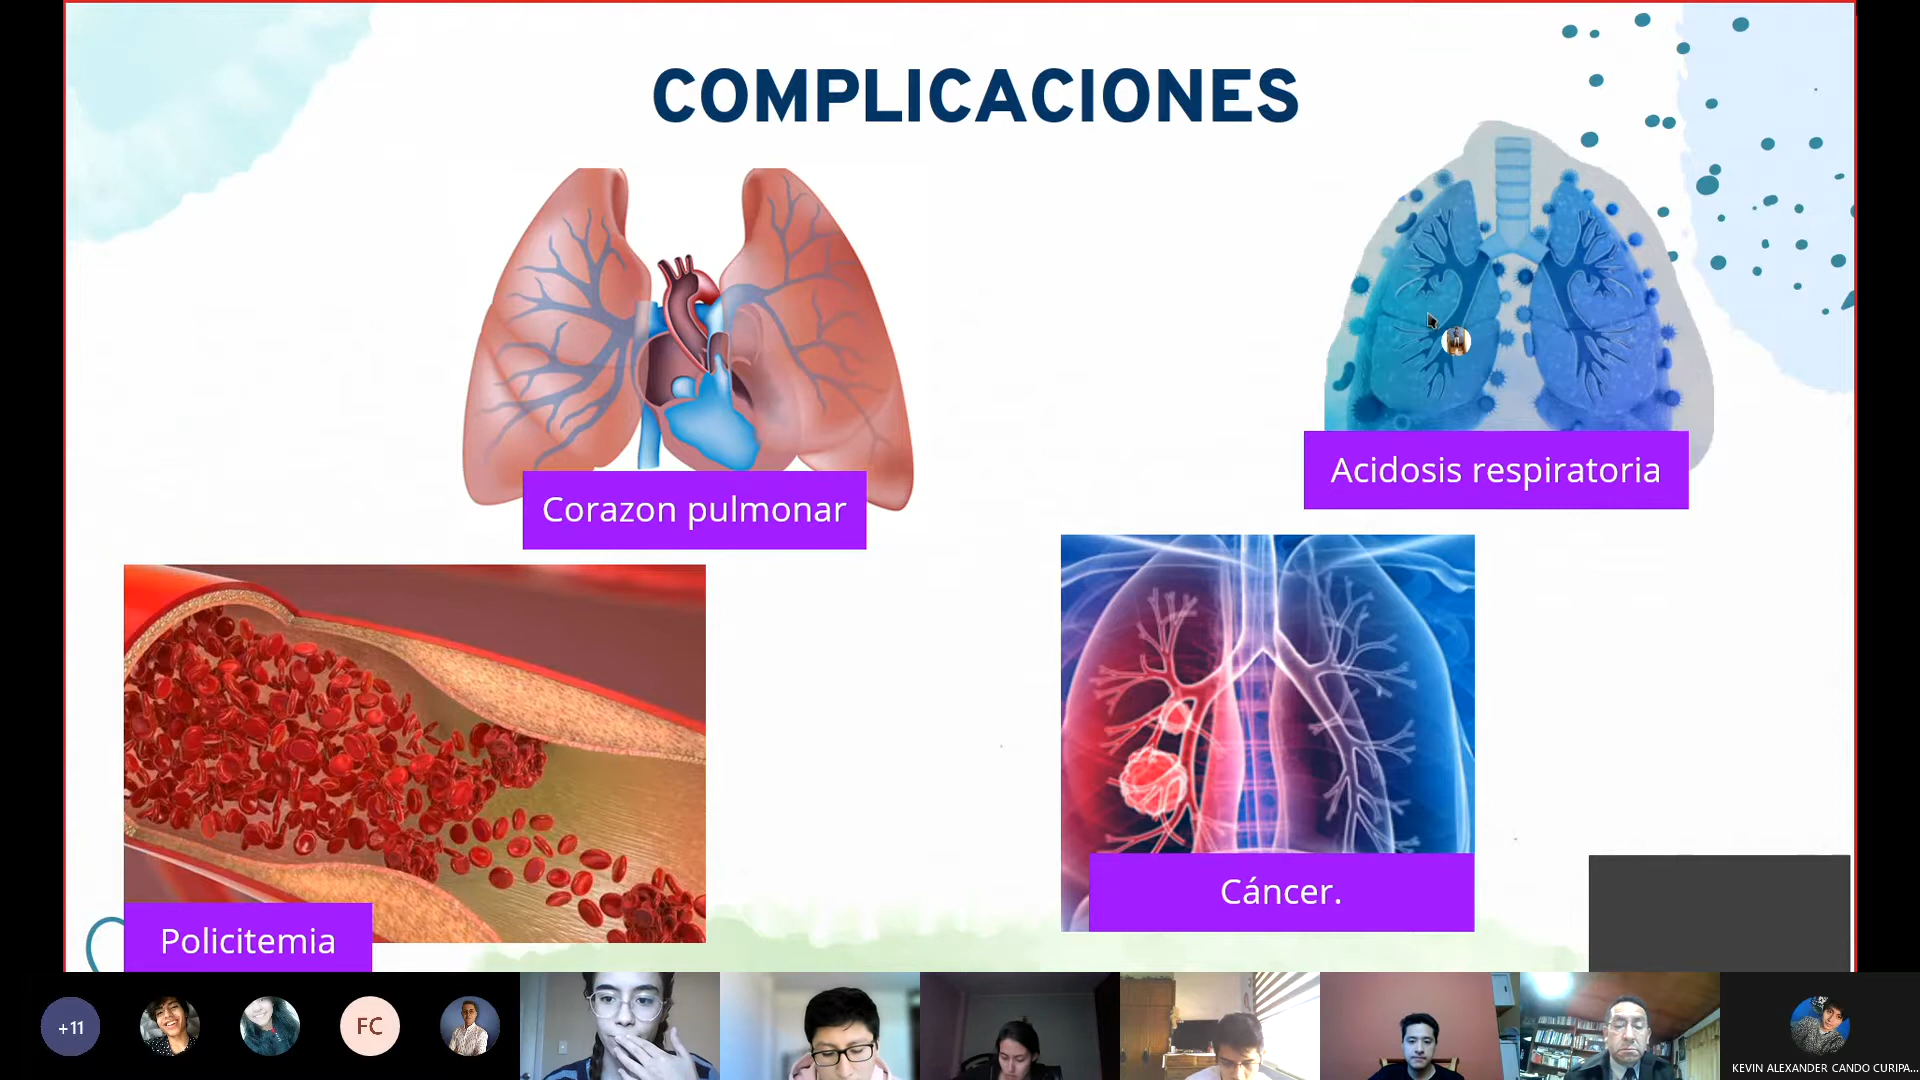 COMPLICACIONES
Corazon pulmonar
Acidosis respiratoria
Policitemia
Cáncer.
+11
FC
KEVIN ALEXANDER CANDO CURIPA...